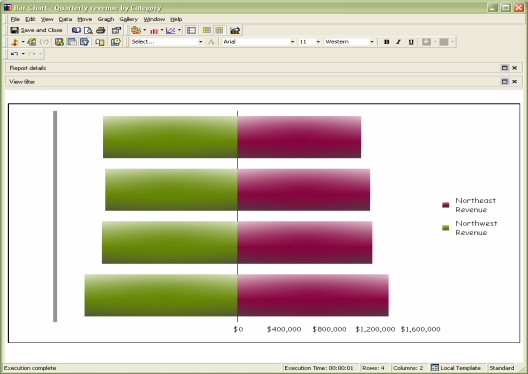 Bar Chart - Quarterly revenue by Category
File Edit View Data Move Graph Gallery Window Help
Save and Close
Select... Arial 11 Western B I U
Report details
View filter
Northeast
Revenue
Northwest
Revenue
$0 $400,000 $800,000 $1,200,000 $1,600,000
Execution complete Execution Time: 00:00:01 Rows: 4 Columns: 2 Local Template Standard